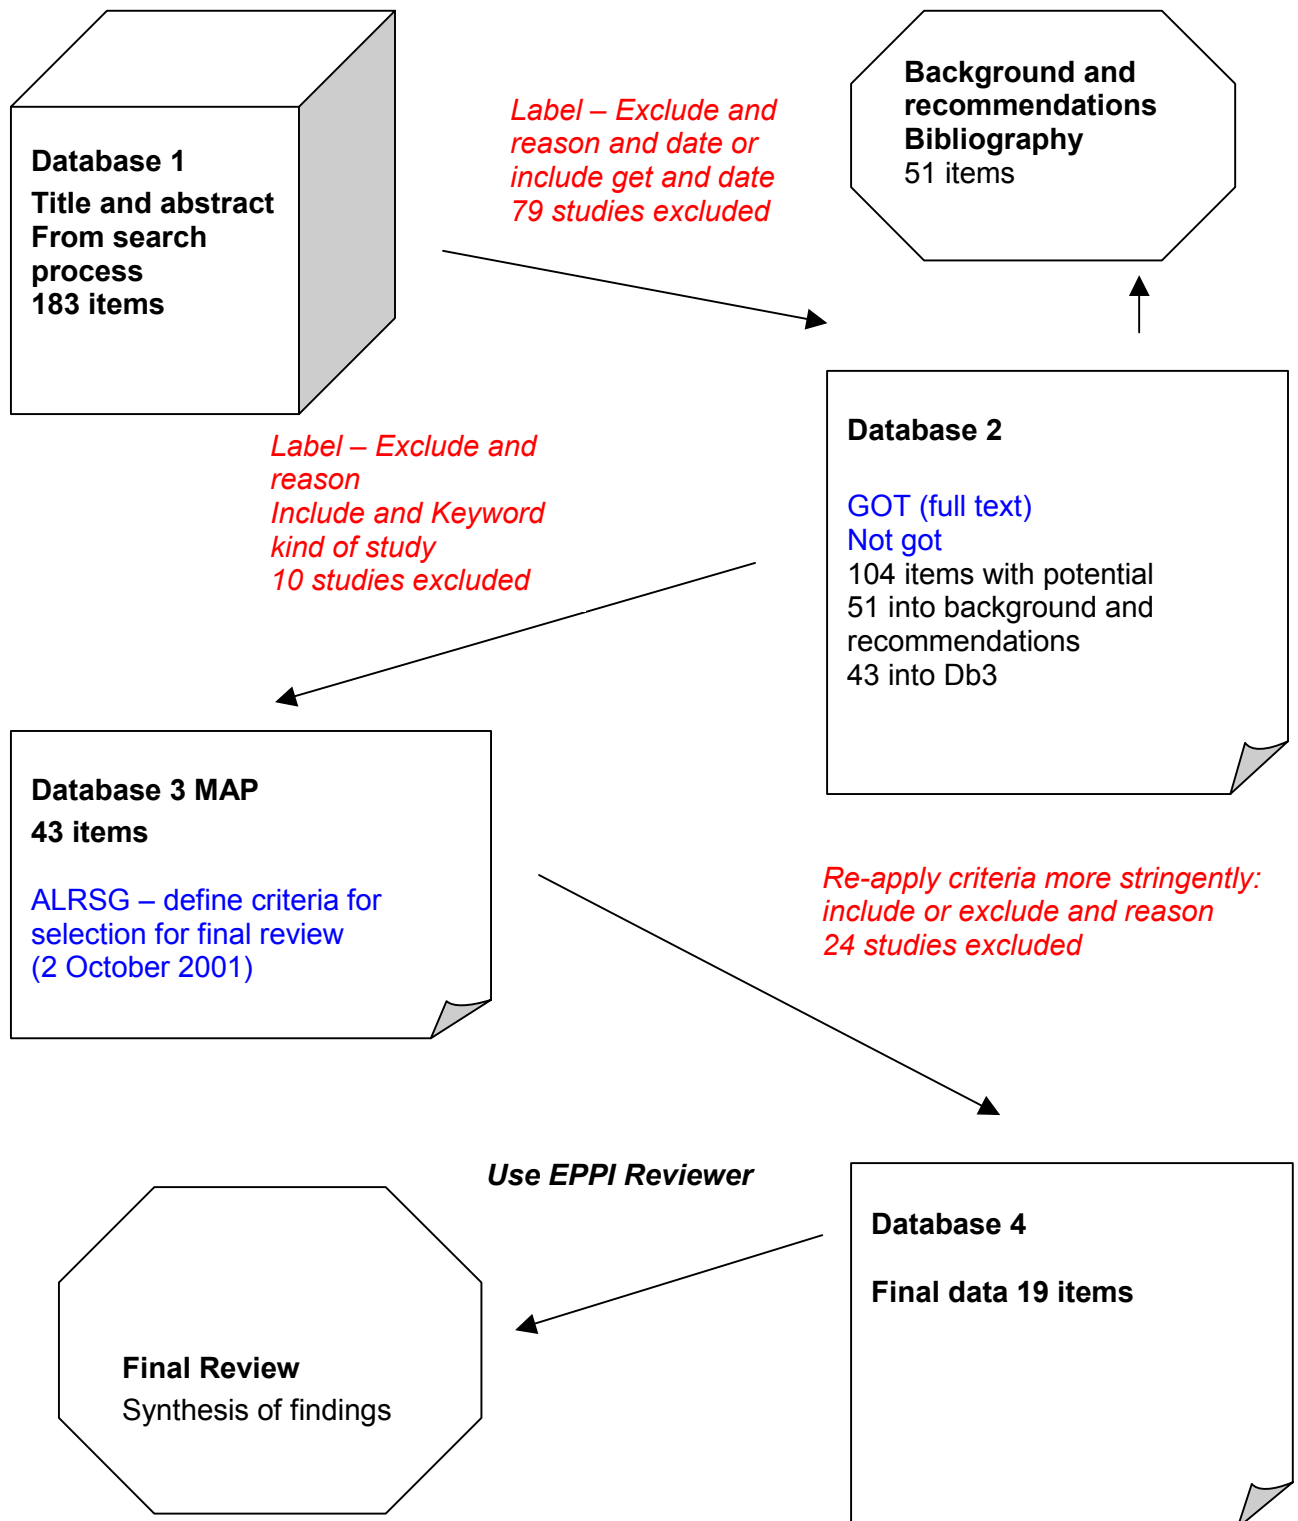 Database 1
Title and abstract
From search
process
183 items
Label – Exclude and
reason and date or
include get and date
79 studies excluded
Background and
recommendations
Bibliography
51 items
Label – Exclude and
reason
Include and Keyword
kind of study
10 studies excluded
Database 2
GOT (full text)
Not got
104 items with potential
51 into background and
recommendations
43 into Db3
Database 3 MAP
43 items
ALRSG – define criteria for
selection for final review
(2 October 2001)
Re-apply criteria more stringently:
include or exclude and reason
24 studies excluded
Use EPPI Reviewer
Database 4
Final data 19 items
Final Review
Synthesis of findings